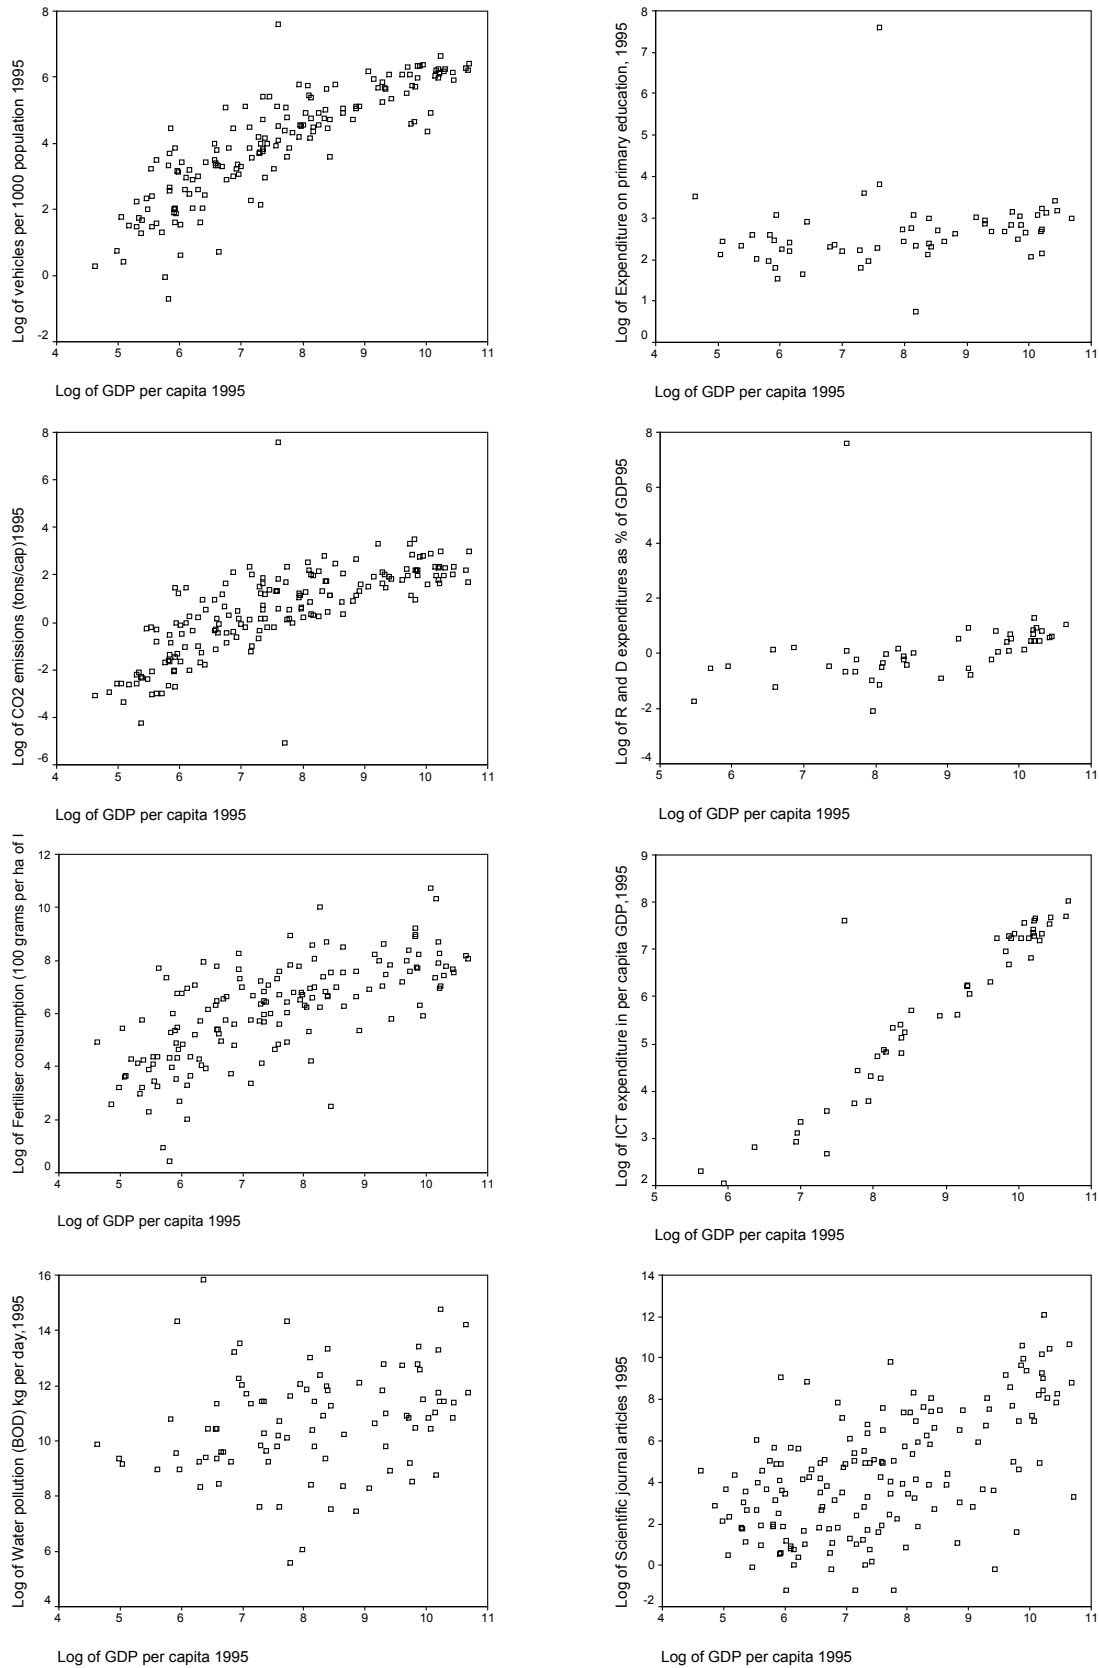 8
6
4
2
0
-2
4 5 6 7 8 9 10 11
Log of vehicles per 1000 population 1995
Log of GDP per capita 1995
8
7
6
5
4
3
2
1
0
4 5 6 7 8 9 10 11
Log of Expenditure on primary education, 1995
Log of GDP per capita 1995
8
6
4
2
0
-2
-4
-6
4 5 6 7 8 9 10 11
Log of CO2 emissions (tons/cap)1995
Log of GDP per capita 1995
8
6
4
2
0
-2
-4
5 6 7 8 9 10 11
Log of R and D expenditures as % of GDP95
Log of GDP per capita 1995
12
10
8
6
4
2
0
4 5 6 7 8 9 10 11
Log of Fertiliser consumption (100 grams per ha of l
Log of GDP per capita 1995
9
8
7
6
5
4
3
2
5 6 7 8 9 10 11
Log of ICT expenditure in per capita GDP,1995
Log of GDP per capita 1995
16
14
12
10
8
6
4
4 5 6 7 8 9 10 11
Log of Water pollution (BOD) kg per day,1995
Log of GDP per capita 1995
14
12
10
8
6
4
2
0
-2
4 5 6 7 8 9 10 11
Log of Scientific journal articles 1995
Log of GDP per capita 1995